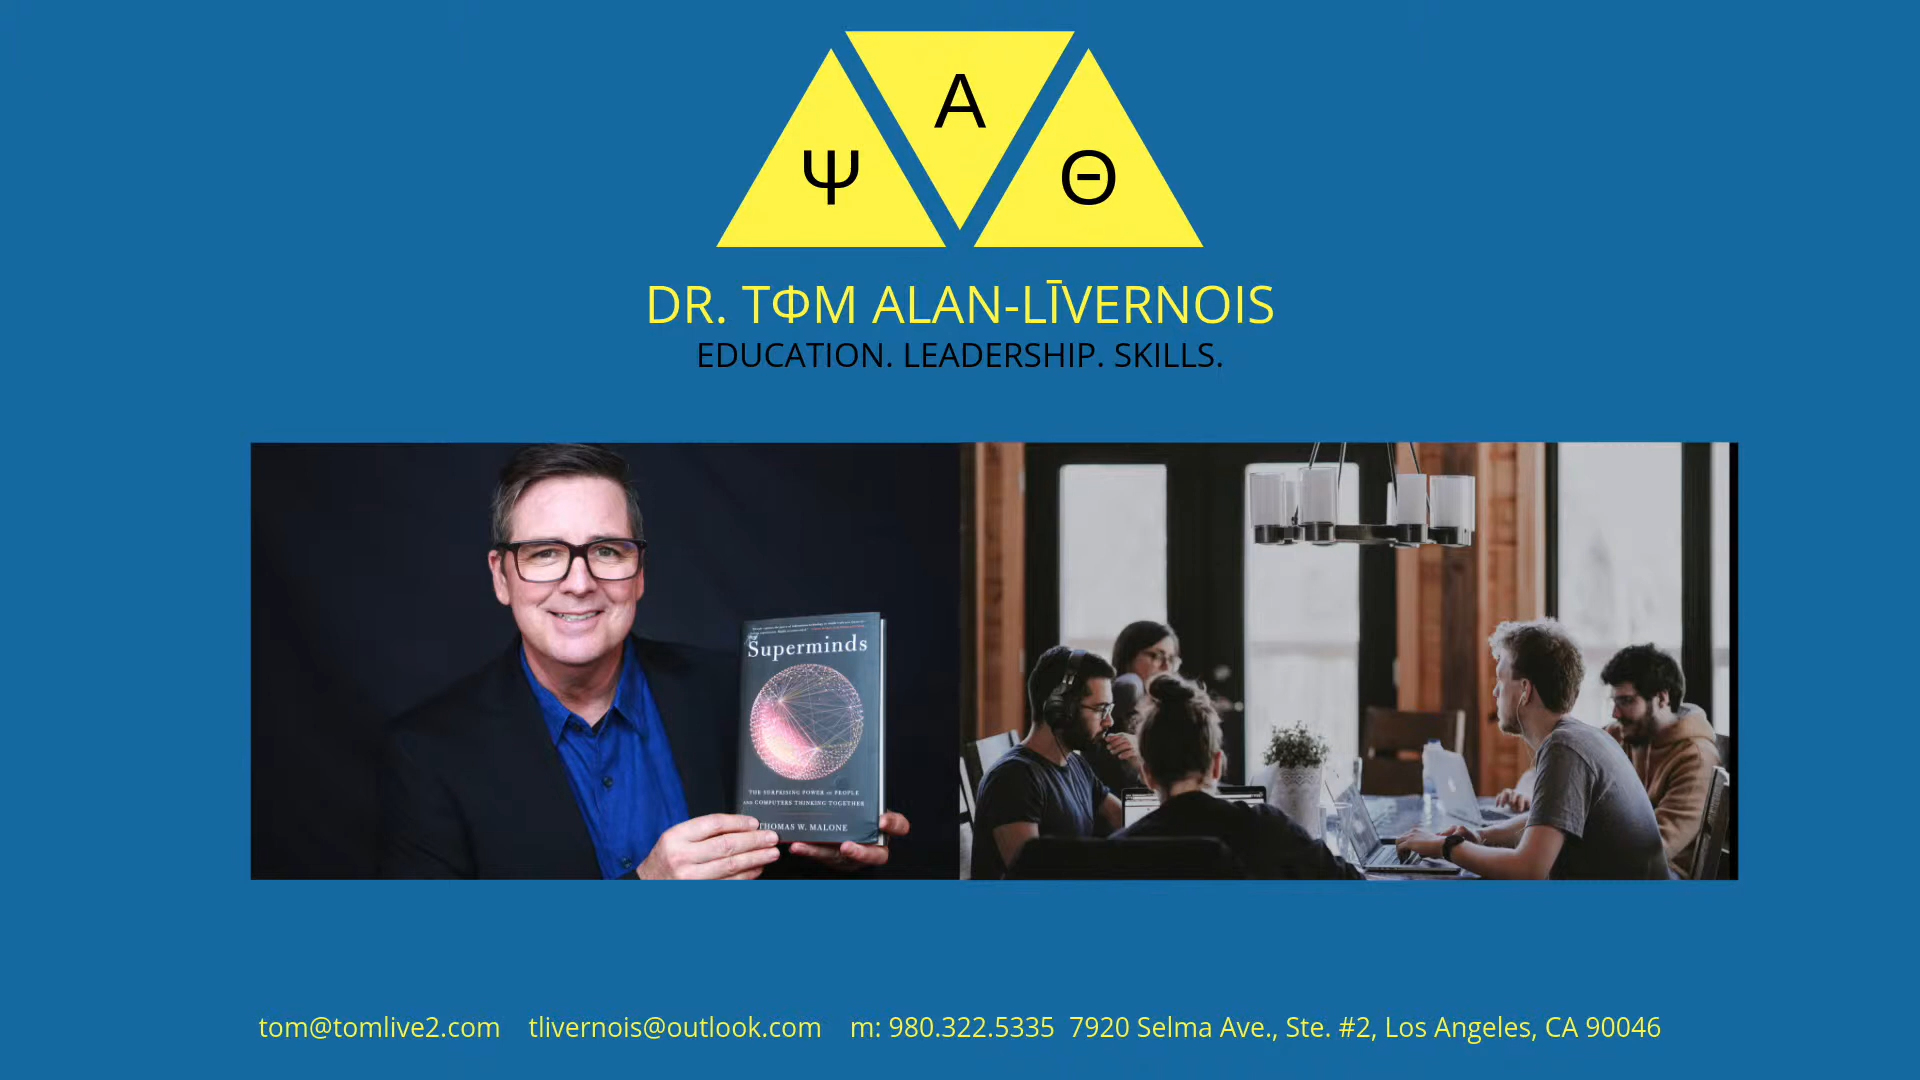 Ψ A Θ
DR. TΦM ALAN-LĪVERNOIS
EDUCATION. LEADERSHIP. SKILLS.
Superminds
THE SURPRISING POWER OF PEOPLE
AND COMPUTERS THINKING TOGETHER
THOMAS W. MALONE
tom@tomlive2.com tlivernois@outlook.com m: 980.322.5335 7920 Selma Ave., Ste. #2, Los Angeles, CA 90046